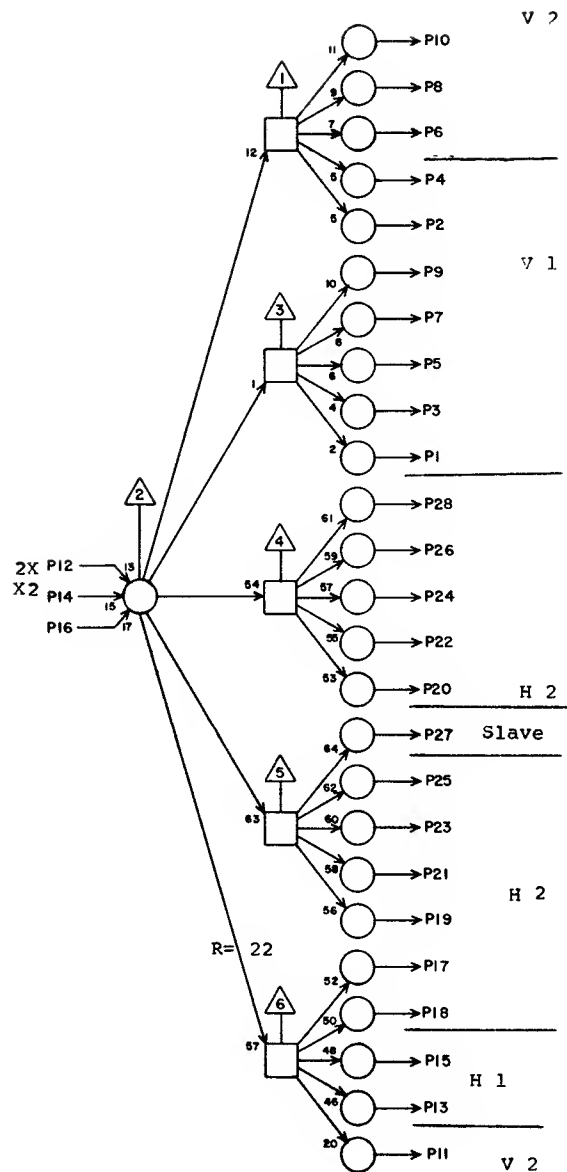 V 2
11 P10
1
9 P8
7 P6
12
5 P4
5 P2
V 1
10 P9
3
6 P7
6 P5
1
4 P3
2 P1
61 P28
2
4
59 P26
2X P12 13
54
57 P24
X2 P14 15
55 P22
P16 17
53 P20
H 2
64 P27
Slave
5
62 P25
63
60 P23
58 P21
H 2
56 P19
R= 22
52 P17
6
50 P18
57
48 P15
H 1
46 P13
20 P11
V 2